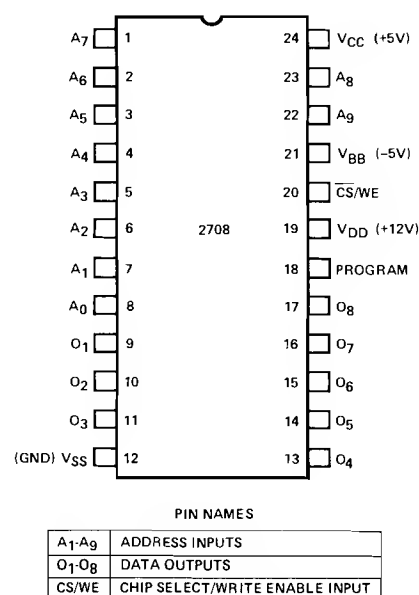 A7 1 24 VCC (+5V)
A6 2 23 A8
A5 3 22 A9
A4 4 21 VBB (−5V)
A3 5 20 C̅S̅/WE
A2 6 2708 19 VDD (+12V)
A1 7 18 PROGRAM
A0 8 17 O8
O1 9 16 O7
O2 10 15 O6
O3 11 14 O5
(GND) VSS 12 13 O4
PIN NAMES
A1-A9 ADDRESS INPUTS
O1-O8 DATA OUTPUTS
CS/WE CHIP SELECT/WRITE ENABLE INPUT